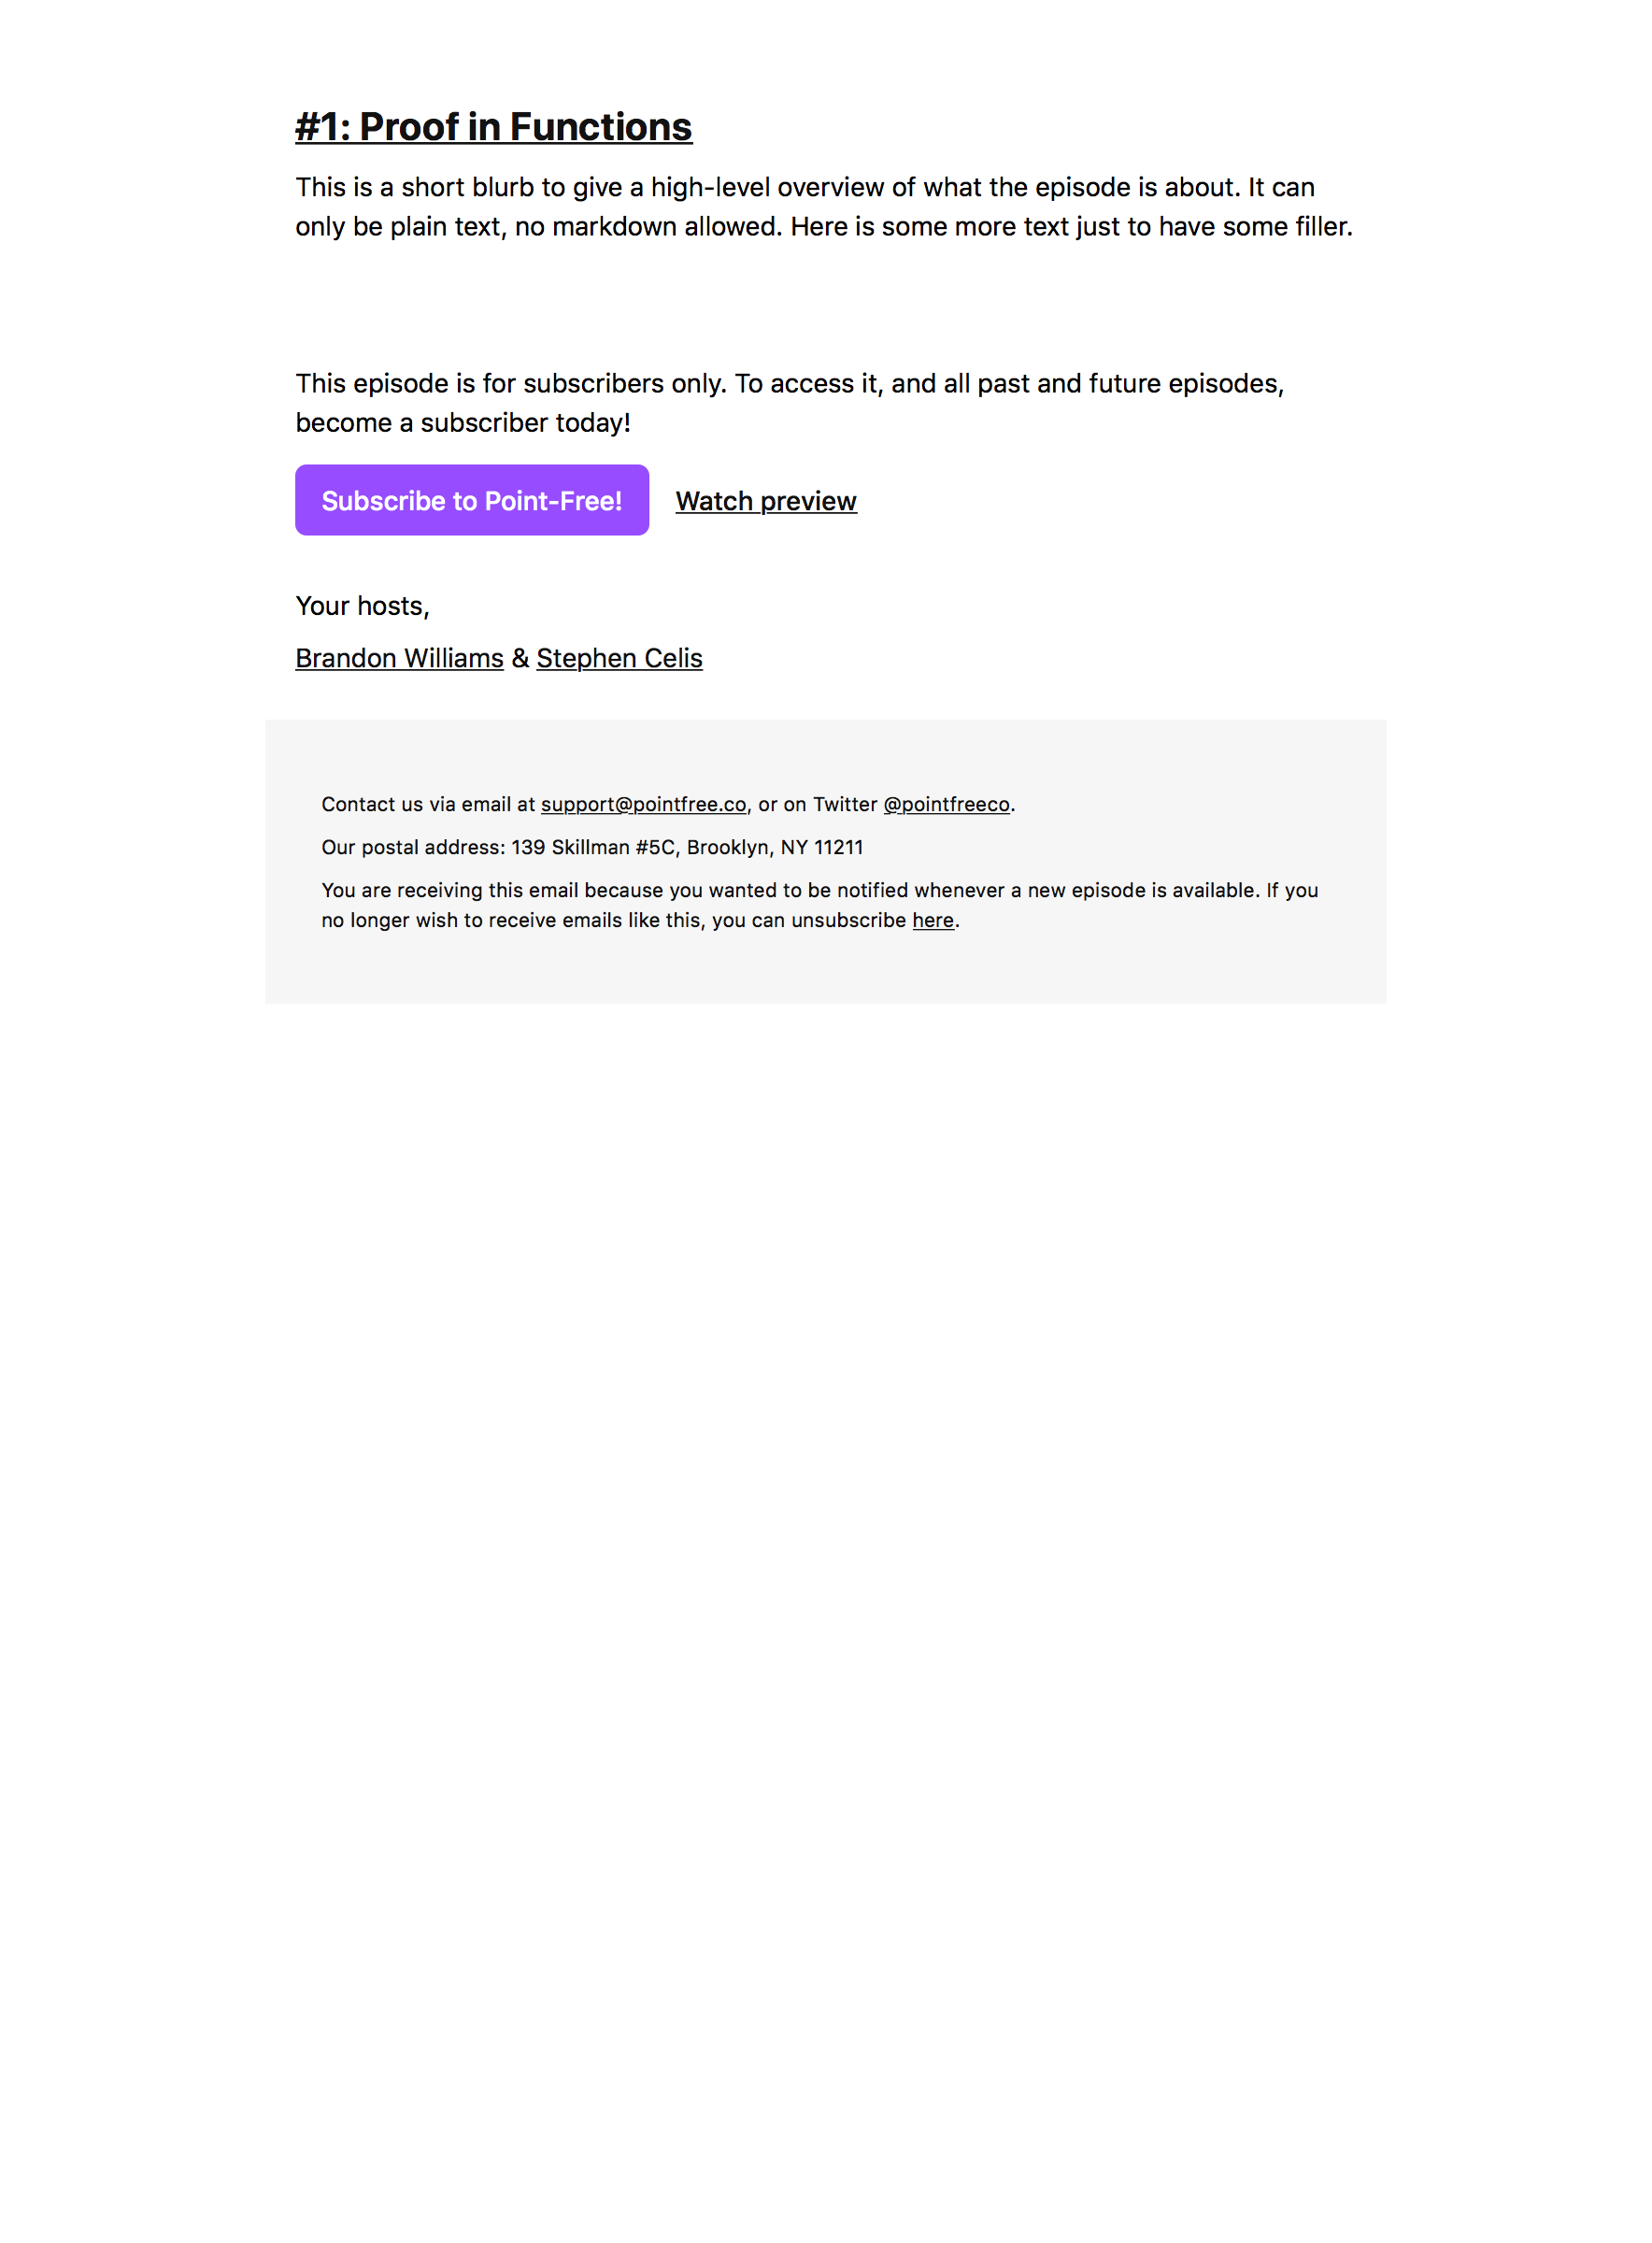 #1: Proof in Functions
This is a short blurb to give a high-level overview of what the episode is about. It can
only be plain text, no markdown allowed. Here is some more text just to have some filler.
This episode is for subscribers only. To access it, and all past and future episodes,
become a subscriber today!
Subscribe to Point-Free! Watch preview
Your hosts,
Brandon Williams & Stephen Celis
Contact us via email at support@pointfree.co, or on Twitter @pointfreeco.
Our postal address: 139 Skillman #5C, Brooklyn, NY 11211
You are receiving this email because you wanted to be notified whenever a new episode is available. If you
no longer wish to receive emails like this, you can unsubscribe here.